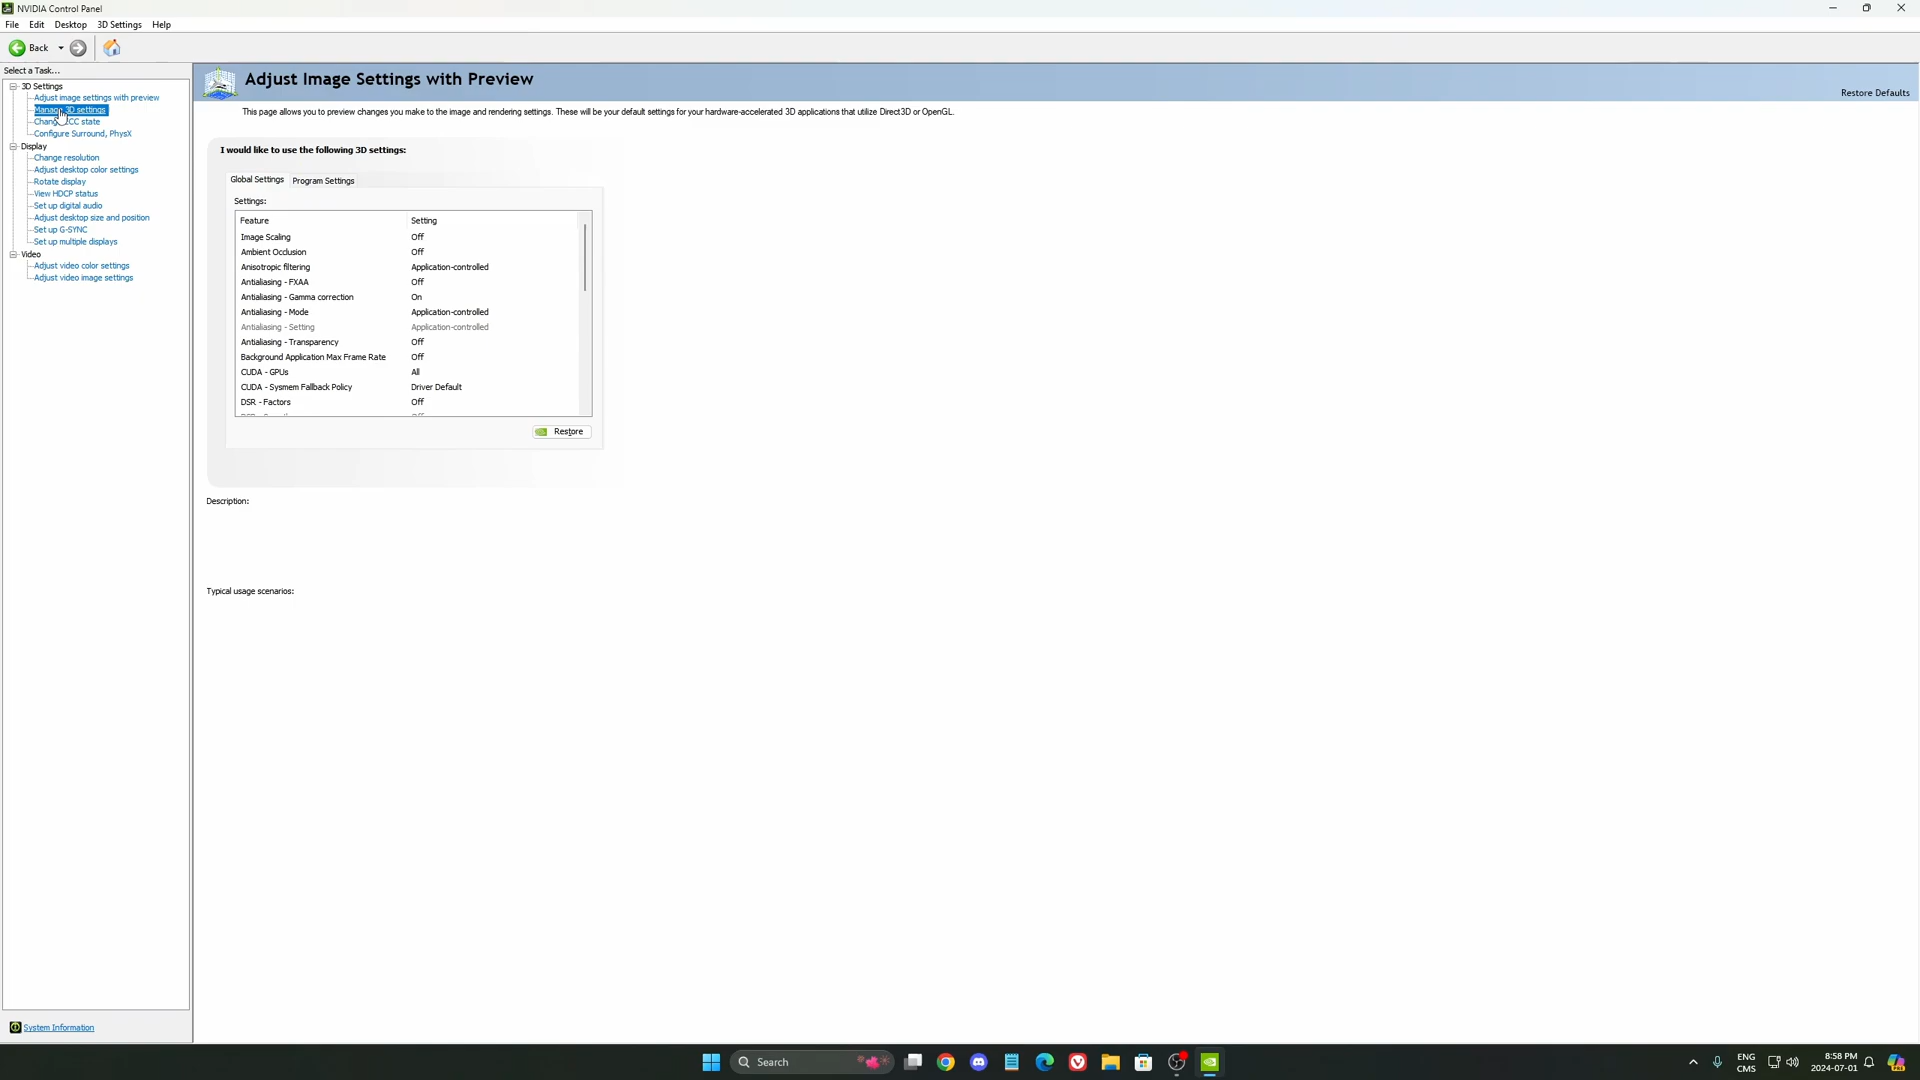 NVIDIA Control Panel
File Edit Desktop 3D Settings Help
Back
Select a Task...
3D Settings
Adjust image settings with preview
Manage 3D settings
Change ECC state
Configure Surround, PhysX
Display
Change resolution
Adjust desktop color settings
Rotate display
View HDCP status
Set up digital audio
Adjust desktop size and position
Set up G-SYNC
Set up multiple displays
Video
Adjust video color settings
Adjust video image settings
System Information
Adjust Image Settings with Preview
Restore Defaults
This page allows you to preview changes you make to the image and rendering settings. These will be your default settings for your hardware-accelerated 3D applications that utilize Direct3D or OpenGL.
I would like to use the following 3D settings:
Global Settings Program Settings
Settings:
Feature Setting
Image Scaling Off
Ambient Occlusion Off
Anisotropic filtering Application-controlled
Antialiasing - FXAA Off
Antialiasing - Gamma correction On
Antialiasing - Mode Application-controlled
Antialiasing - Setting Application-controlled
Antialiasing - Transparency Off
Background Application Max Frame Rate Off
CUDA - GPUs All
CUDA - Sysmem Fallback Policy Driver Default
DSR - Factors Off
Restore
Description:
Typical usage scenarios:
Search
ENG
CMS
8:58 PM
2024-07-01